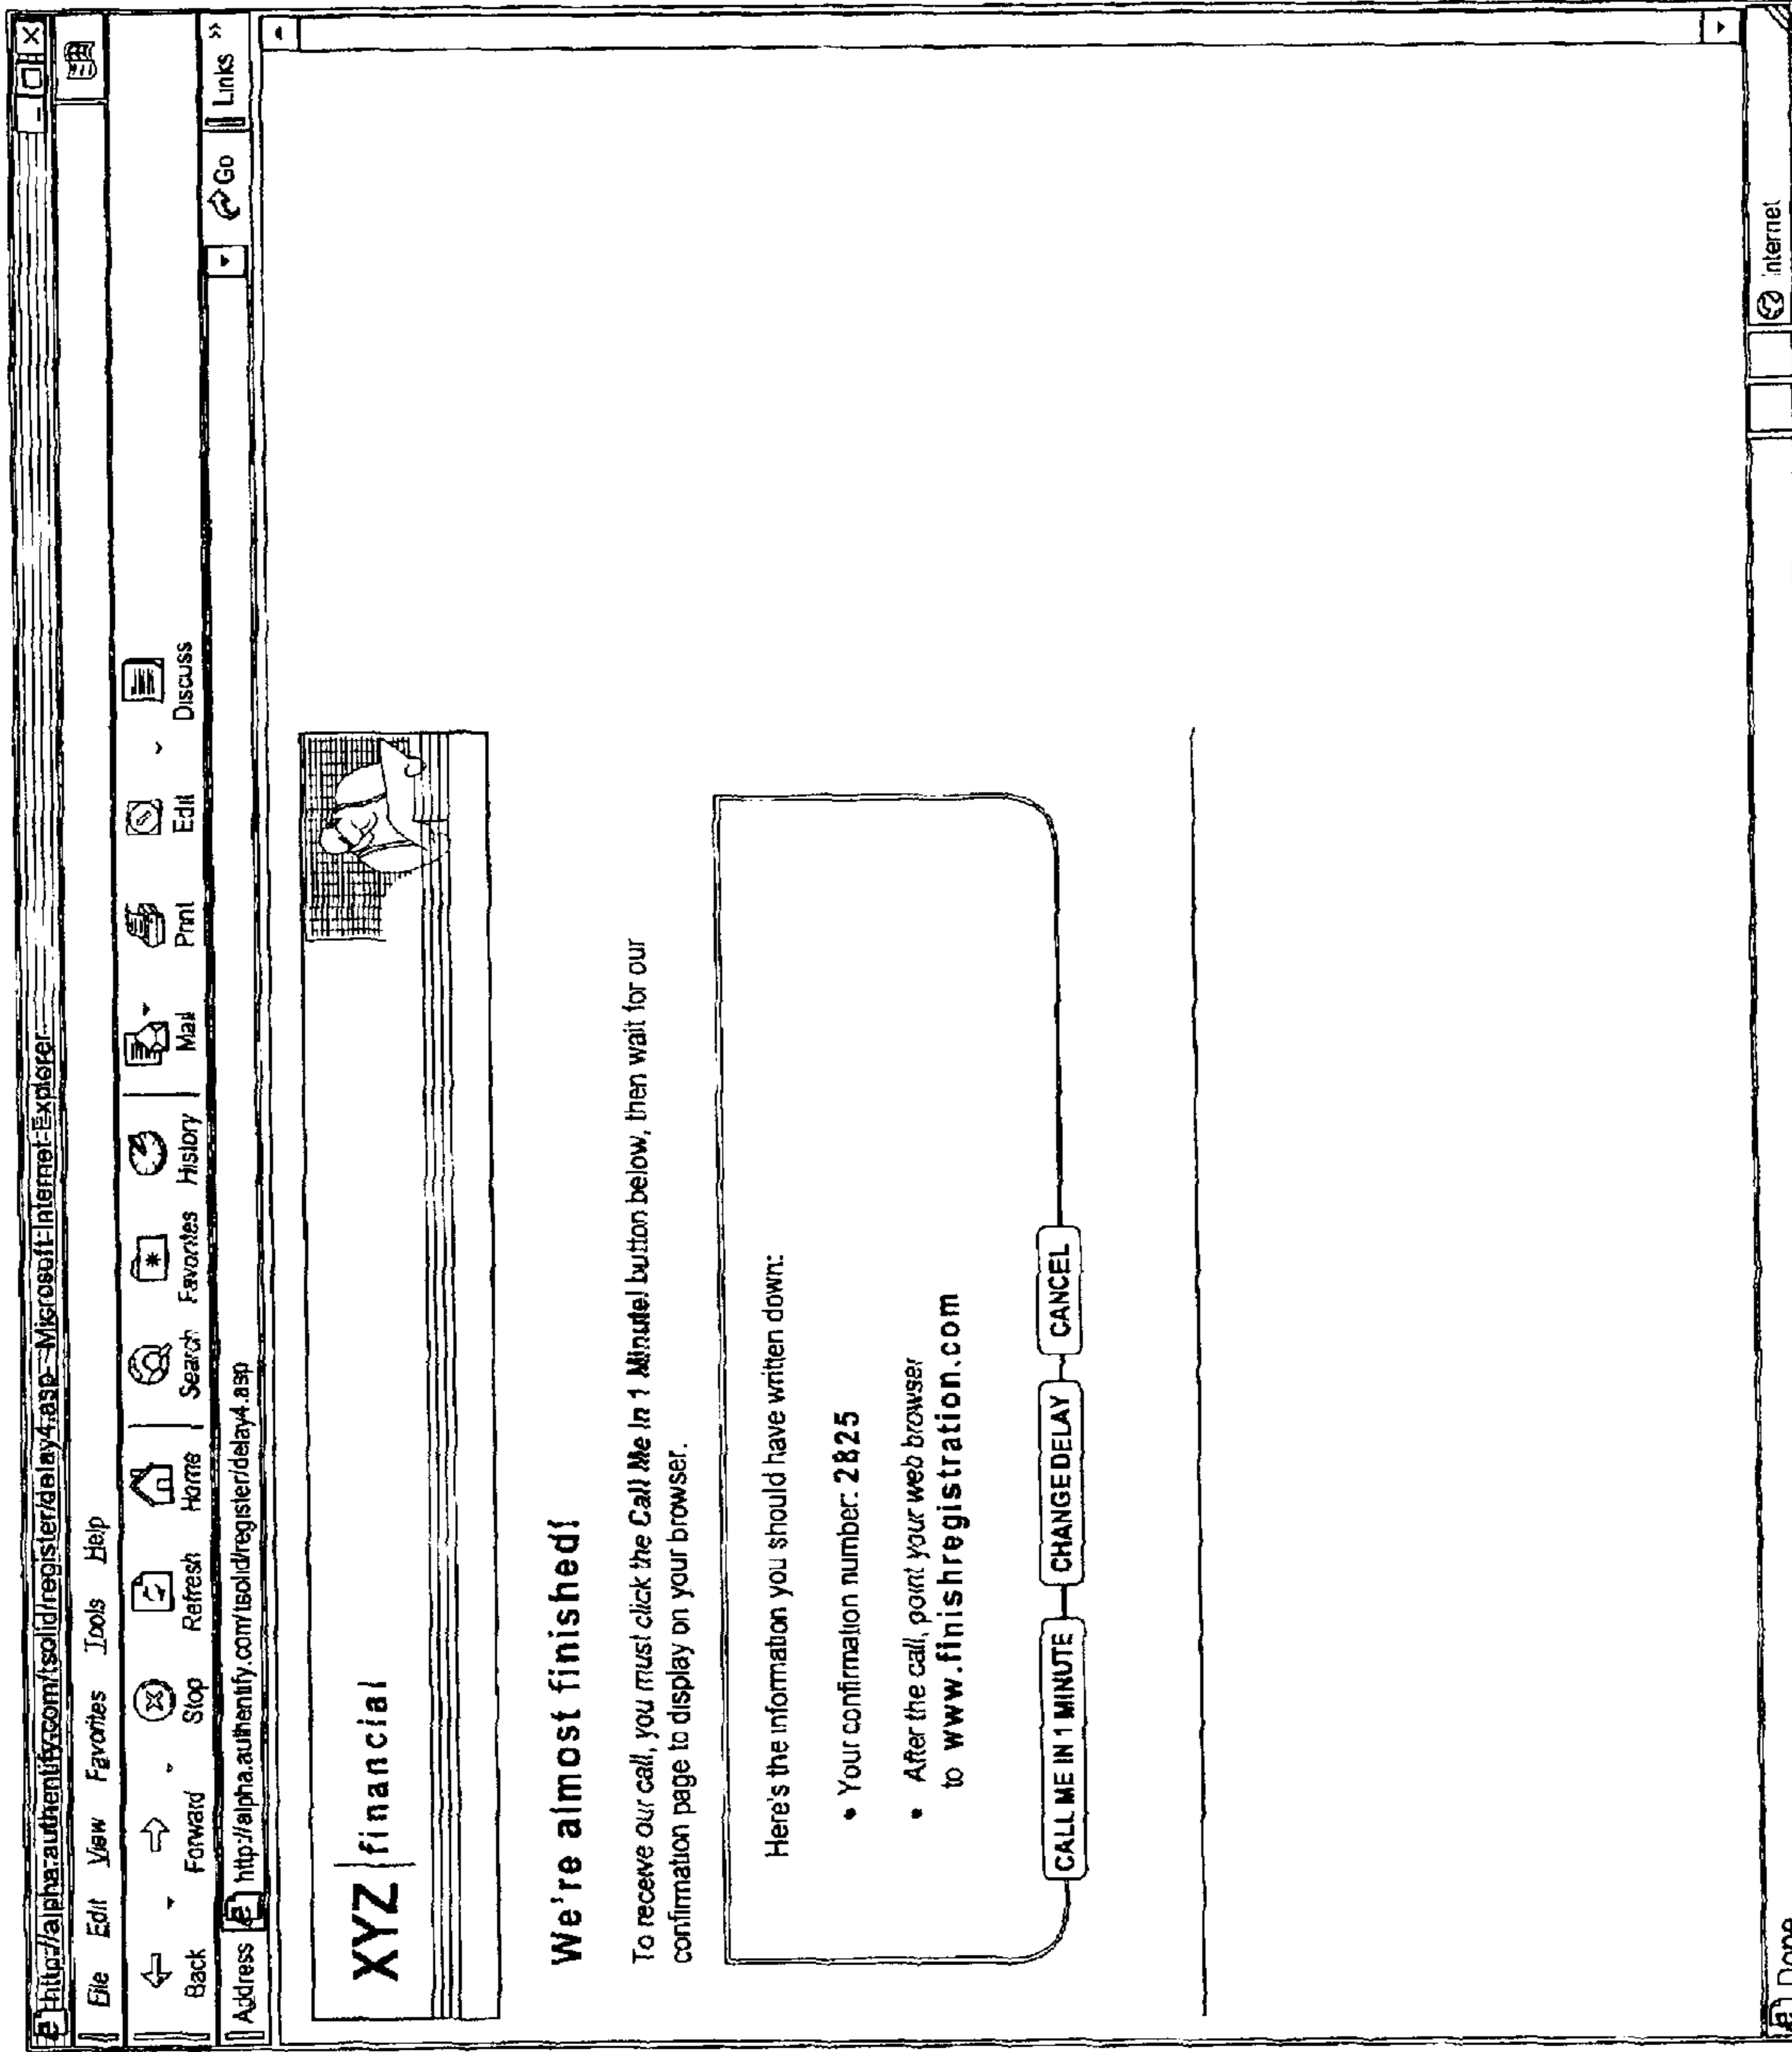 http://alpha.authentify.com/tsolid/register/delay4.asp - Microsoft Internet Explorer
File Edit View Favorites Tools Help
Back Forward Stop Refresh Home Search Favorites History Mail Print Edit Discuss
Address http://alpha.authentify.com/tsolid/register/delay4.asp Go Links »
XYZ financial
We're almost finished!
To receive our call, you must click the Call Me In 1 Minute! button below, then wait for our
confirmation page to display on your browser.
Here's the information you should have written down:
• Your confirmation number: 2825
• After the call, point your web browser
to www.finishregistration.com
CALL ME IN 1 MINUTE CHANGE DELAY CANCEL
Done Internet